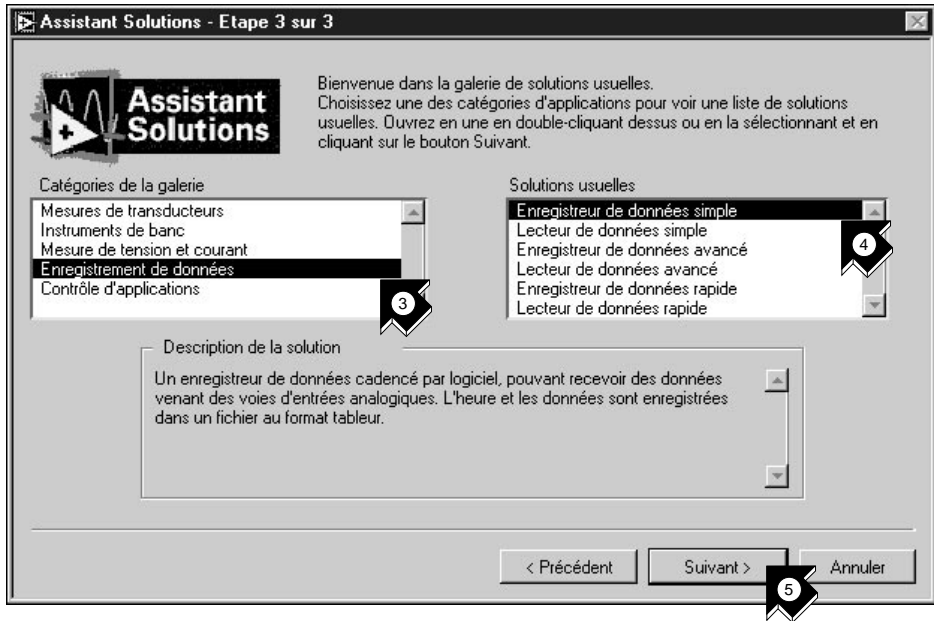 Assistant Solutions - Etape 3 sur 3
Assistant
Solutions
Bienvenue dans la galerie de solutions usuelles.
Choisissez une des catégories d'applications pour voir une liste de solutions
usuelles. Ouvrez en une en double-cliquant dessus ou en la sélectionnant et en
cliquant sur le bouton Suivant.
Catégories de la galerie
Mesures de transducteurs
Instruments de banc
Mesure de tension et courant
Enregistrement de données
Contrôle d'applications
3
Solutions usuelles
Enregistreur de données simple
Lecteur de données simple
Enregistreur de données avancé
Lecteur de données avancé
Enregistreur de données rapide
Lecteur de données rapide
4
Description de la solution
Un enregistreur de données cadencé par logiciel, pouvant recevoir des données
venant des voies d'entrées analogiques. L'heure et les données sont enregistrées
dans un fichier au format tableur.
< Précédent
Suivant >
Annuler
5